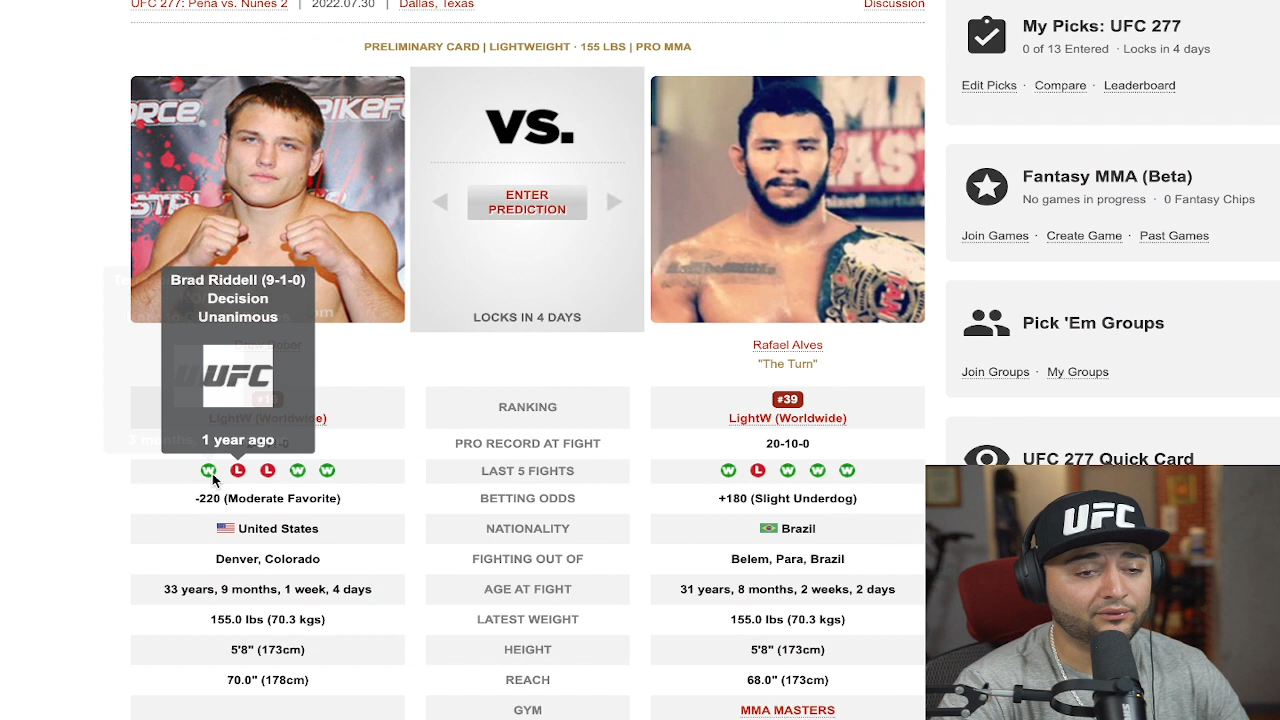 UFC 277: Peña vs. Nunes 2 | 2022.07.30 | Dallas, Texas
Discussion
PRELIMINARY CARD | LIGHTWEIGHT · 155 LBS | PRO MMA
VS.
ENTER
PREDICTION
LOCKS IN 4 DAYS
Brad Riddell (9-1-0)
Decision
Unanimous
UFC
1 year ago
Drew Dober
Rafael Alves
"The Turn"
RANKING
#39
LightW (Worldwide)
LightW (Worldwide)
PRO RECORD AT FIGHT
20-10-0
W L L W W
LAST 5 FIGHTS
W L W W W
-220 (Moderate Favorite)
BETTING ODDS
+180 (Slight Underdog)
United States
NATIONALITY
Brazil
Denver, Colorado
FIGHTING OUT OF
Belem, Para, Brazil
33 years, 9 months, 1 week, 4 days
AGE AT FIGHT
31 years, 8 months, 2 weeks, 2 days
155.0 lbs (70.3 kgs)
LATEST WEIGHT
155.0 lbs (70.3 kgs)
5'8" (173cm)
HEIGHT
5'8" (173cm)
70.0" (178cm)
REACH
68.0" (173cm)
GYM
MMA MASTERS
My Picks: UFC 277
0 of 13 Entered · Locks in 4 days
Edit Picks · Compare · Leaderboard
Fantasy MMA (Beta)
No games in progress · 0 Fantasy Chips
Join Games · Create Game · Past Games
Pick 'Em Groups
Join Groups · My Groups
UFC 277 Quick Card
UFC